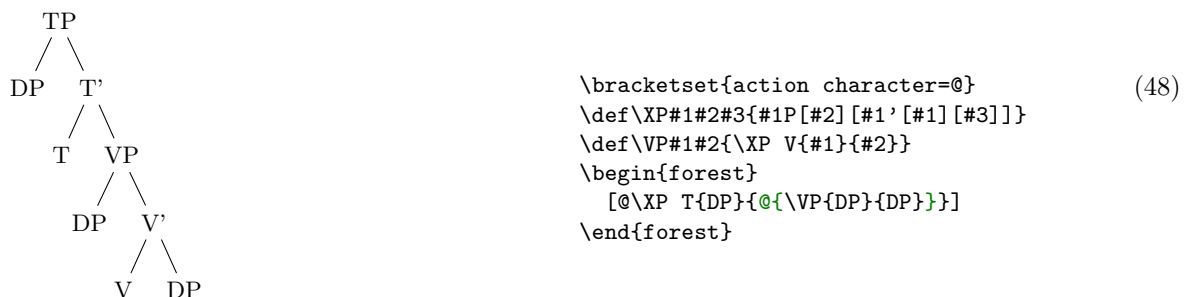 TP
DP T'
T VP
DP V'
V DP
\bracketset{action character=@} (48)
\def\XP#1#2#3{#1P[#2][#1'[#1][#3]]}
\def\VP#1#2{\XP V{#1}{#2}}
\begin{forest}
[@\XP T{DP}{@{\VP{DP}{DP}}}]
\end{forest}